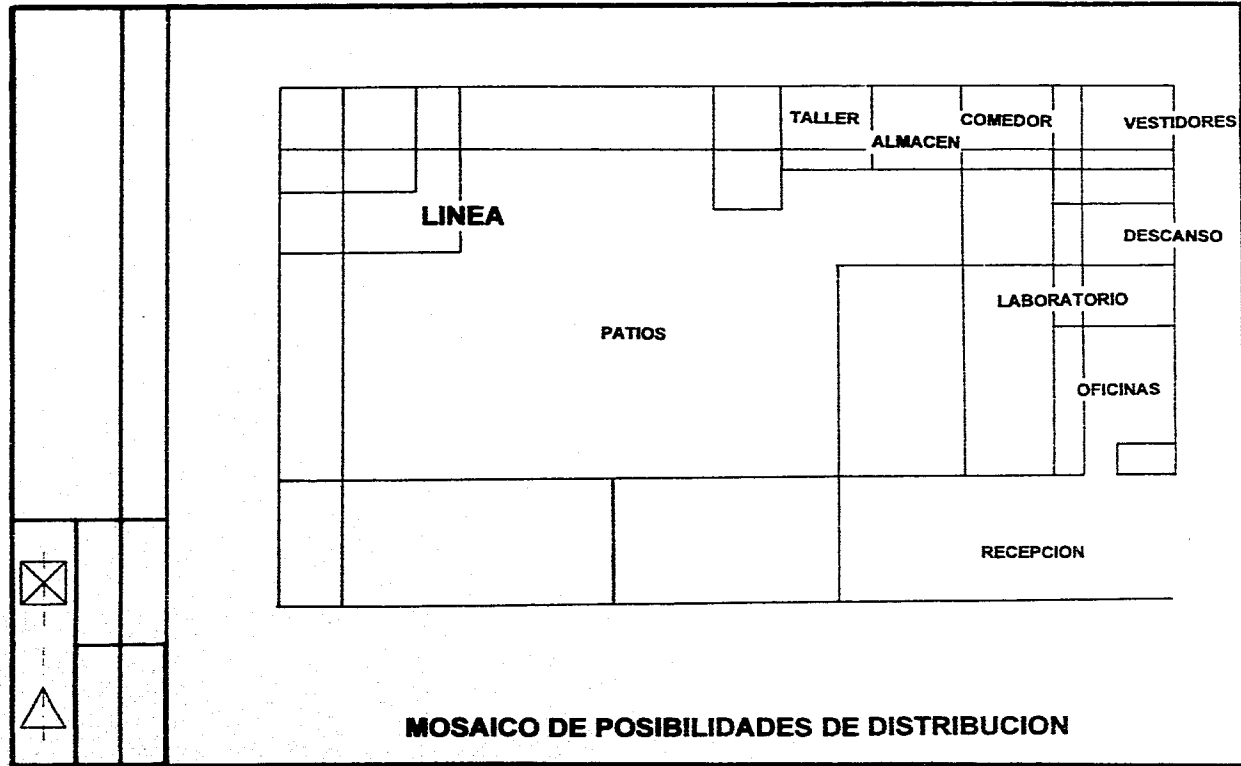 TALLER
COMEDOR
VESTIDORES
ALMACEN
LINEA
DESCANSO
LABORATORIO
PATIOS
OFICINAS
RECEPCION
MOSAICO DE POSIBILIDADES DE DISTRIBUCION